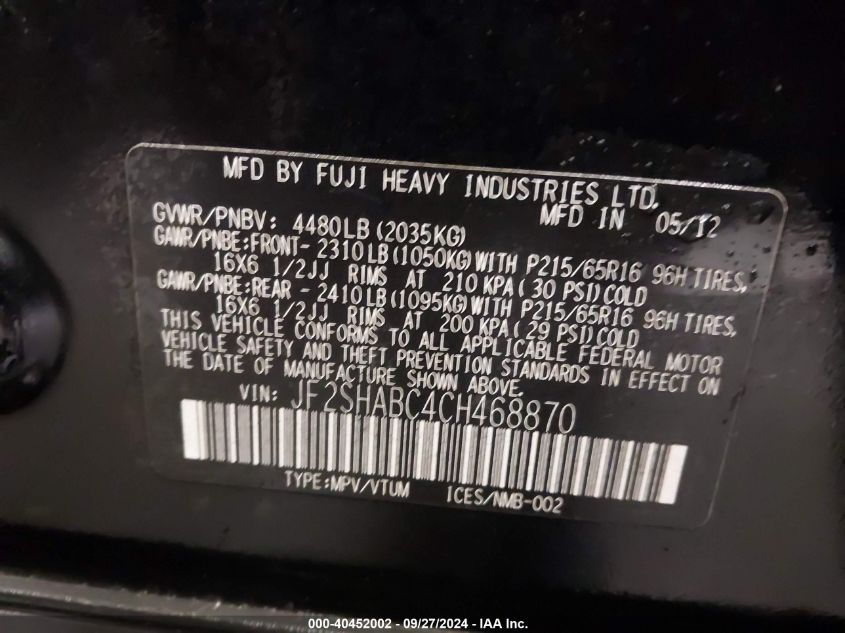 MFD BY FUJI HEAVY INDUSTRIES LTD.
MFD IN 05/12
GVWR/PNBV: 4480LB(2035KG)
GAWR/PNBE:FRONT- 2310LB(1050KG)WITH P215/65R16 96H TIRES,
16X6 1/2JJ RIMS AT 210 KPA(30 PSI)COLD
GAWR/PNBE:REAR - 2410LB(1095KG)WITH P215/65R16 96H TIRES,
16X6 1/2JJ RIMS AT 200 KPA(29 PSI)COLD
THIS VEHICLE CONFORMS TO ALL APPLICABLE FEDERAL MOTOR
VEHICLE SAFETY AND THEFT PREVENTION STANDARDS IN EFFECT ON
THE DATE OF MANUFACTURE SHOWN ABOVE.
VIN: JF2SHABC4CH468870
TYPE:MPV/VTUM ICES/NMB-002
000-40452002 - 09/27/2024 - IAA Inc.